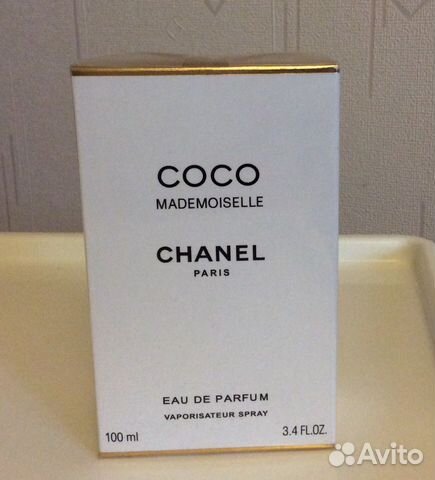 COCO
MADEMOISELLE
CHANEL
PARIS
EAU DE PARFUM
VAPORISATEUR SPRAY
100 ml 3.4 FL.OZ.
Avito